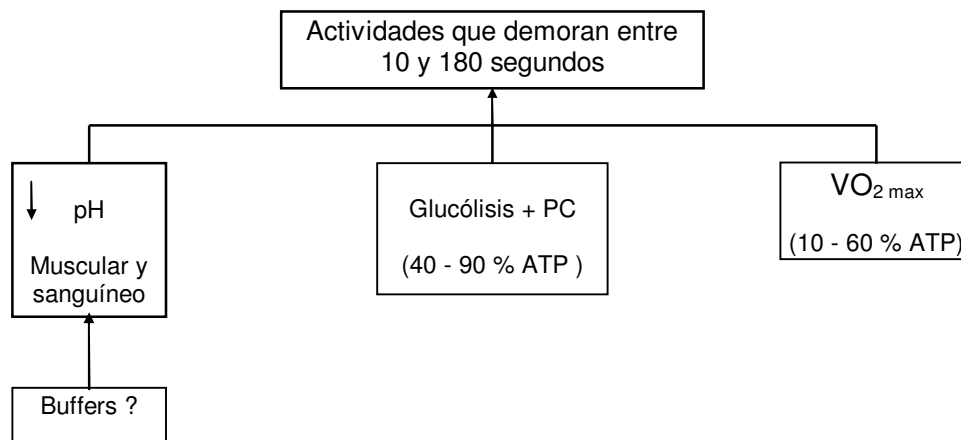 Actividades que demoran entre
10 y 180 segundos
pH
Muscular y
sanguíneo
Glucólisis + PC
(40 - 90 % ATP )
VO2 max
(10 - 60 % ATP)
Buffers ?